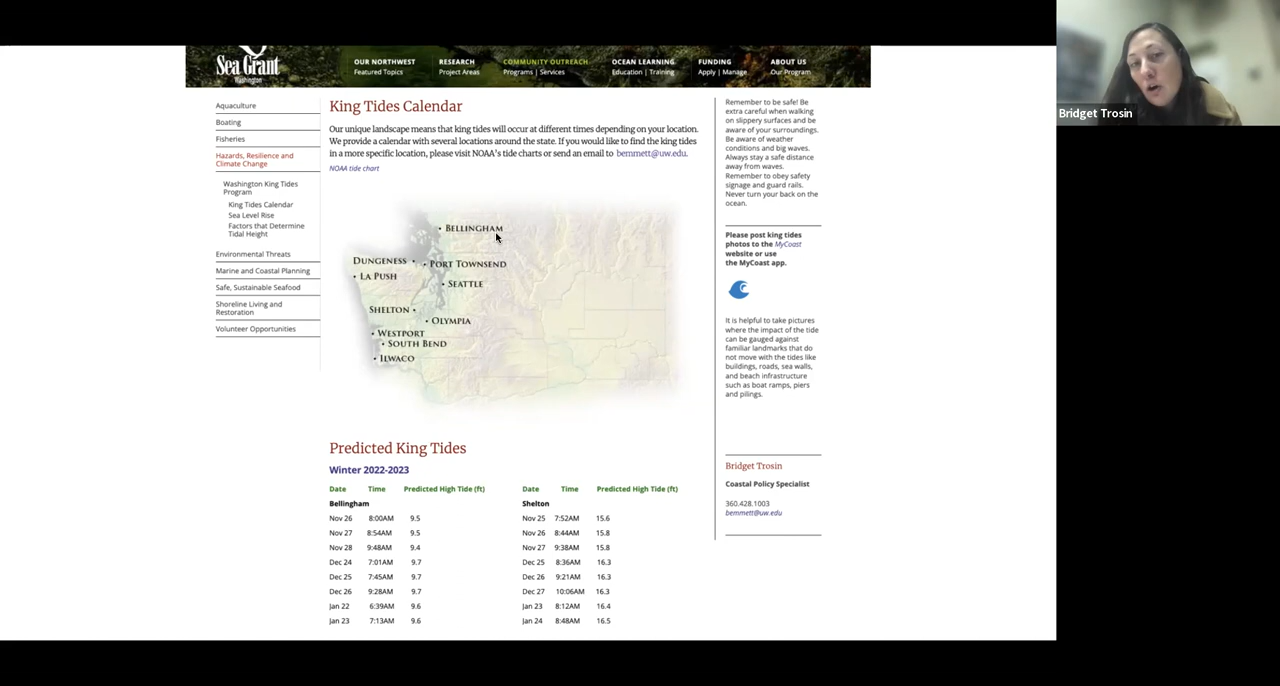 Sea Grant
Washington
OUR NORTHWEST
Featured Topics
RESEARCH
Project Areas
COMMUNITY OUTREACH
Programs | Services
OCEAN LEARNING
Education | Training
FUNDING
Apply | Manage
ABOUT US
Our Program
Aquaculture
Boating
Fisheries
Hazards, Resilience and
Climate Change
Washington King Tides
Program
King Tides Calendar
Sea Level Rise
Factors that Determine
Tidal Height
Environmental Threats
Marine and Coastal Planning
Safe, Sustainable Seafood
Shoreline Living and
Restoration
Volunteer Opportunities
King Tides Calendar
Our unique landscape means that king tides will occur at different times depending on your location.
We provide a calendar with several locations around the state. If you would like to find the king tides
in a more specific location, please visit NOAA's tide charts or send an email to bemmett@uw.edu.
NOAA tide chart
BELLINGHAM
DUNGENESS
PORT TOWNSEND
LA PUSH
SEATTLE
SHELTON
OLYMPIA
WESTPORT
SOUTH BEND
ILWACO
Predicted King Tides
Winter 2022-2023
Date Time Predicted High Tide (ft)
Bellingham
Nov 26 8:00AM 9.5
Nov 27 8:54AM 9.5
Nov 28 9:48AM 9.4
Dec 24 7:01AM 9.7
Dec 25 7:45AM 9.7
Dec 26 9:28AM 9.7
Jan 22 6:39AM 9.6
Jan 23 7:13AM 9.6
Date Time Predicted High Tide (ft)
Shelton
Nov 25 7:52AM 15.6
Nov 26 8:44AM 15.8
Nov 27 9:38AM 15.8
Dec 25 8:36AM 16.3
Dec 26 9:21AM 16.3
Dec 27 10:06AM 16.3
Jan 23 8:12AM 16.4
Jan 24 8:48AM 16.5
Remember to be safe! Be
extra careful when walking
on slippery surfaces and be
aware of your surroundings.
Be aware of weather
conditions and big waves.
Always stay a safe distance
away from waves.
Remember to obey safety
signage and guard rails.
Never turn your back on the
ocean.
Please post king tides
photos to the MyCoast
website or use
the MyCoast app.
It is helpful to take pictures
where the impact of the tide
can be gauged against
familiar landmarks that do
not move with the tides like
buildings, roads, sea walls,
and beach infrastructure
such as boat ramps, piers
and pilings.
Bridget Trosin
Coastal Policy Specialist
360.428.1003
bemmett@uw.edu
Bridget Trosin